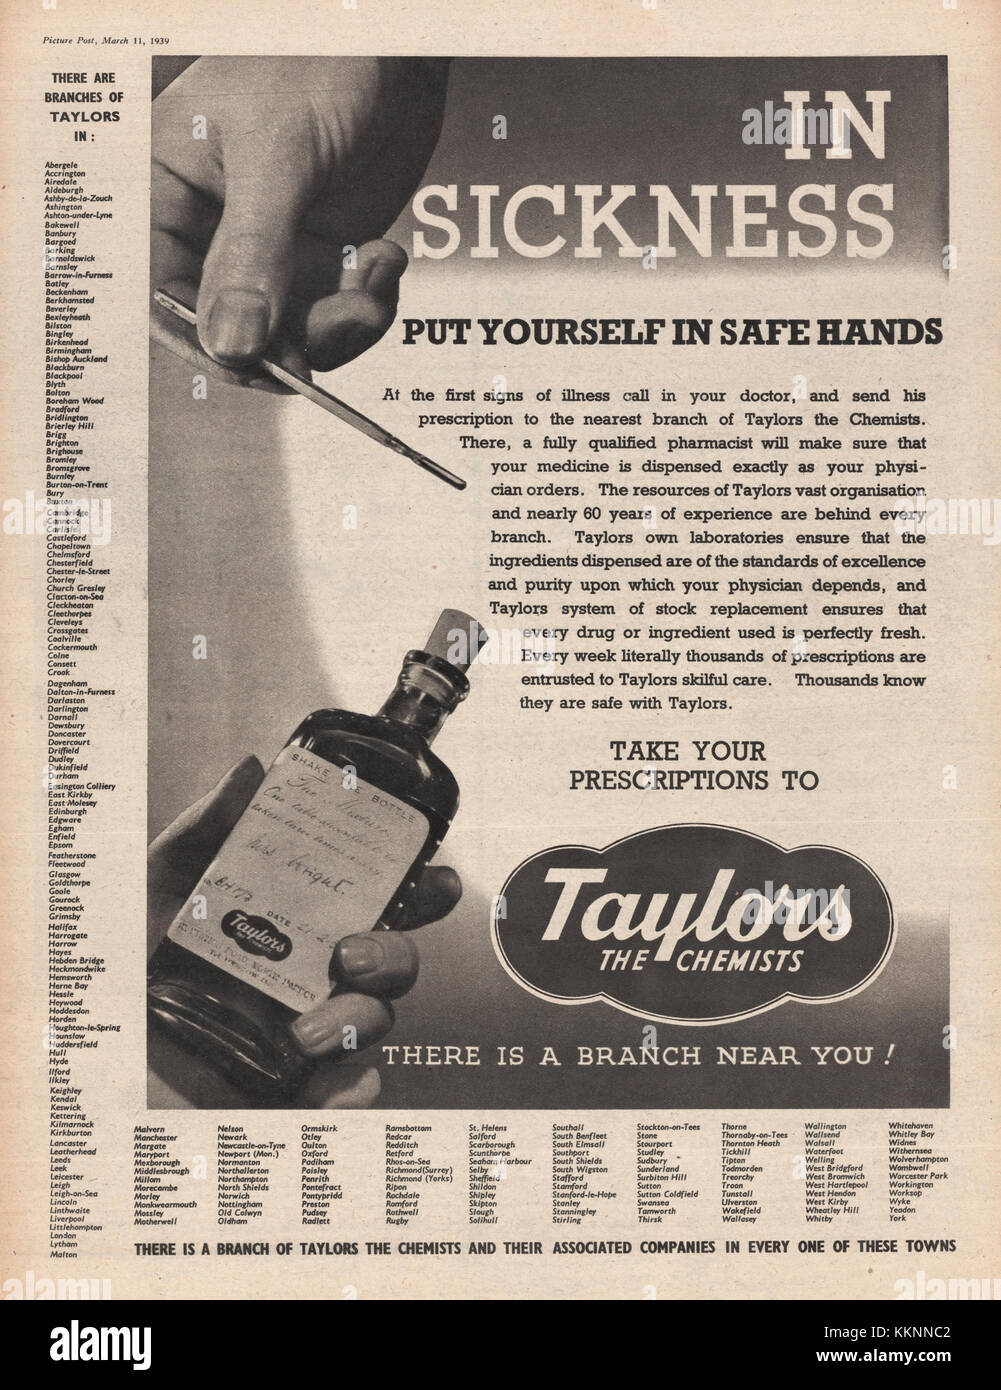 Picture Post, March 11, 1939
THERE ARE
BRANCHES OF
TAYLORS
IN :
Abergele
Accrington
Airedale
Aldeburgh
Ashby-de-la-Zouch
Ashington
Ashton-under-Lyne
Bakewell
Banbury
Bargoed
Barking
Barnoldswick
Barnsley
Barrow-in-Furness
Batley
Beckenham
Berkhamsted
Beverley
Bexleyheath
Bilston
Bingley
Birkenhead
Birmingham
Bishop Auckland
Blackburn
Blackpool
Blyth
Bolton
Boreham Wood
Bradford
Bridlington
Brierley Hill
Brigg
Brighton
Brighouse
Bromley
Bromsgrove
Burnley
Burton-on-Trent
Bury
Buxton
Cambridge
Cannock
Carlisle
Castleford
Chapeltown
Chelmsford
Chesterfield
Chester-le-Street
Chorley
Church Gresley
Clacton-on-Sea
Cleckheaton
Cleethorpes
Cleveleys
Crossgates
Coalville
Cockermouth
Colne
Consett
Crook
Dagenham
Dalton-in-Furness
Darlaston
Darlington
Darnall
Dewsbury
Doncaster
Dovercourt
Driffield
Dudley
Dukinfield
Durham
Easington Colliery
East Kirkby
East Molesey
Edinburgh
Edgware
Egham
Enfield
Epsom
Featherstone
Fleetwood
Glasgow
Goldthorpe
Goole
Gourock
Greenock
Grimsby
Halifax
Harrogate
Harrow
Hayes
Hebden Bridge
Heckmondwike
Hemsworth
Herne Bay
Hessle
Heywood
Hoddesdon
Horden
Houghton-le-Spring
Hounslow
Huddersfield
Hull
Hyde
Ilford
Ilkley
Keighley
Kendal
Keswick
Kettering
Kilmarnock
Kirkburton
Lancaster
Leatherhead
Leeds
Leek
Leicester
Leigh
Leigh-on-Sea
Lincoln
Linthwaite
Liverpool
Littlehampton
London
Lytham
Malton
IN
SICKNESS
PUT YOURSELF IN SAFE HANDS
At the first signs of illness call in your doctor, and send his
prescription to the nearest branch of Taylors the Chemists.
There, a fully qualified pharmacist will make sure that
your medicine is dispensed exactly as your physi-
cian orders. The resources of Taylors vast organisation
and nearly 60 years of experience are behind every
branch. Taylors own laboratories ensure that the
ingredients dispensed are of the standards of excellence
and purity upon which your physician depends, and
Taylors system of stock replacement ensures that
every drug or ingredient used is perfectly fresh.
Every week literally thousands of prescriptions are
entrusted to Taylors skilful care. Thousands know
they are safe with Taylors.
TAKE YOUR
PRESCRIPTIONS TO
Taylors
THE CHEMISTS
SHAKE THE BOTTLE
The Mixture
Miss Wright.
DATE
Taylors
THE CHEMISTS
THERE IS A BRANCH NEAR YOU !
Malvern
Manchester
Margate
Maryport
Mexborough
Middlesbrough
Millom
Morecambe
Morley
Monkwearmouth
Mossley
Motherwell
Nelson
Newark
Newcastle-on-Tyne
Newport (Mon.)
Normanton
Northallerton
Northampton
North Shields
Norwich
Nottingham
Old Colwyn
Oldham
Ormskirk
Otley
Oulton
Oxford
Padiham
Paisley
Penrith
Pontefract
Pontypridd
Preston
Pudsey
Radlett
Ramsbottom
Redcar
Redditch
Retford
Rhos-on-Sea
Richmond(Surrey)
Richmond (Yorks)
Ripon
Rochdale
Romford
Rothwell
Rugby
St. Helens
Salford
Scarborough
Scunthorpe
Seaham Harbour
Selby
Sheffield
Shildon
Shipley
Skipton
Slough
Solihull
Southall
South Benfleet
South Elmsall
Southport
South Shields
South Wigston
Stafford
Stamford
Stanford-le-Hope
Stanley
Stanningley
Stirling
Stockton-on-Tees
Stone
Stourport
Studley
Sudbury
Sunderland
Surbiton Hill
Sutton
Sutton Coldfield
Swansea
Tamworth
Thirsk
Thorne
Thornaby-on-Tees
Thornton Heath
Tickhill
Tipton
Todmorden
Treorchy
Troon
Tunstall
Ulverston
Wakefield
Wallasey
Wallington
Wallsend
Walsall
Waterfoot
Welling
West Bridgford
West Bromwich
West Hartlepool
West Hendon
West Kirby
Wheatley Hill
Whitby
Whitehaven
Whitley Bay
Widnes
Withernsea
Wolverhampton
Wombwell
Worcester Park
Workington
Worksop
Wyke
Yeadon
York
THERE IS A BRANCH OF TAYLORS THE CHEMISTS AND THEIR ASSOCIATED COMPANIES IN EVERY ONE OF THESE TOWNS
alamy
Image ID: KKNNC2
www.alamy.com